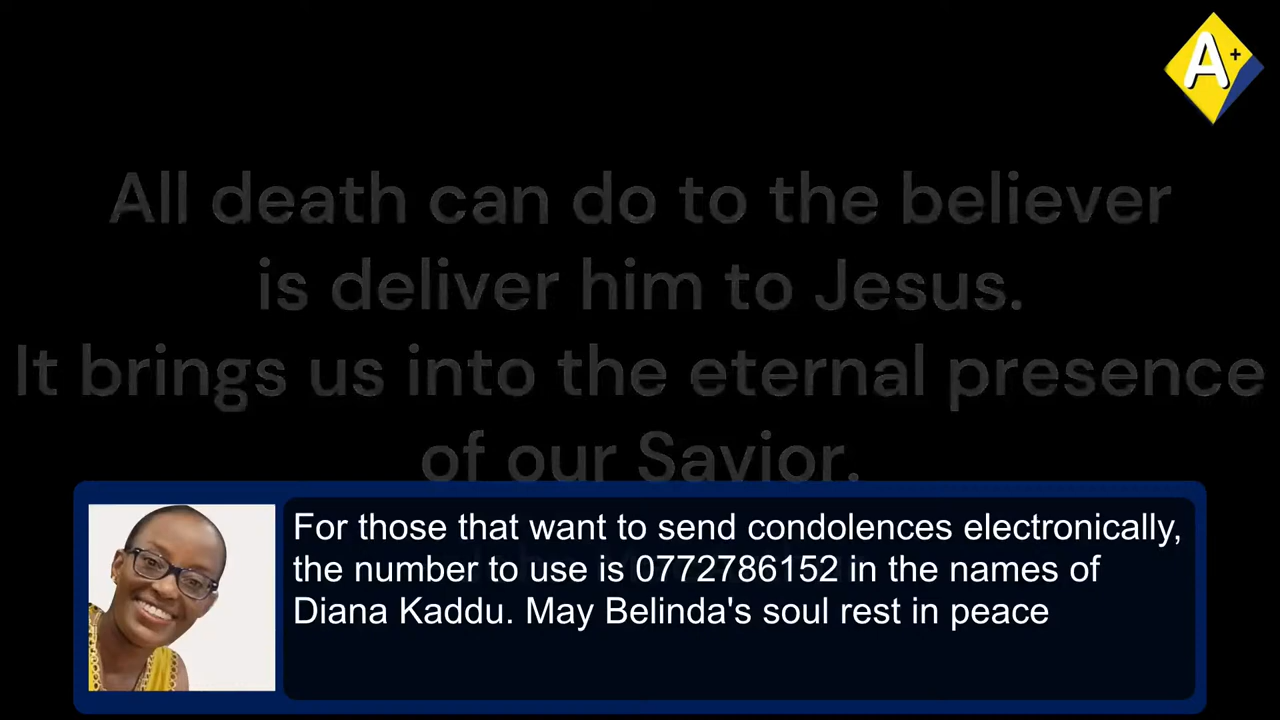 A+
All death can do to the believer
is deliver him to Jesus.
It brings us into the eternal presence
of our Savior.
For those that want to send condolences electronically,
the number to use is 0772786152 in the names of
Diana Kaddu. May Belinda's soul rest in peace